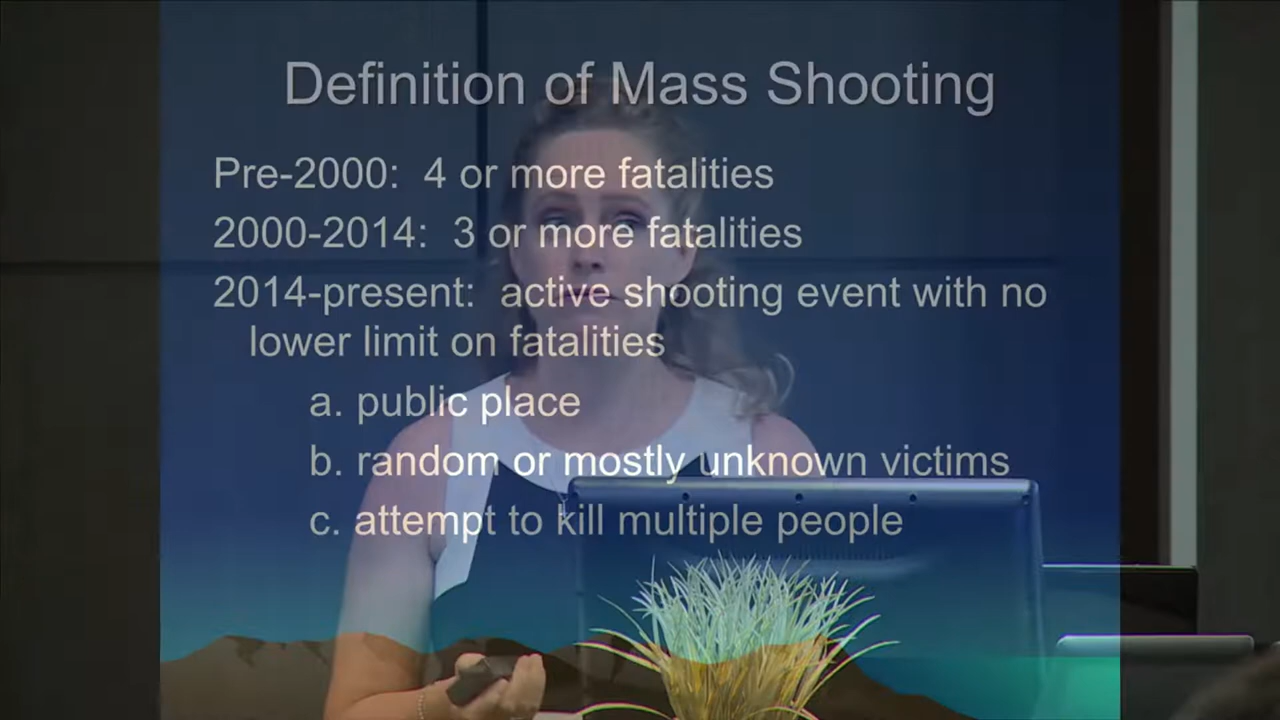 Definition of Mass Shooting
Pre-2000: 4 or more fatalities
2000-2014: 3 or more fatalities
2014-present: active shooting event with no
lower limit on fatalities
a. public place
b. random or mostly unknown victims
c. attempt to kill multiple people